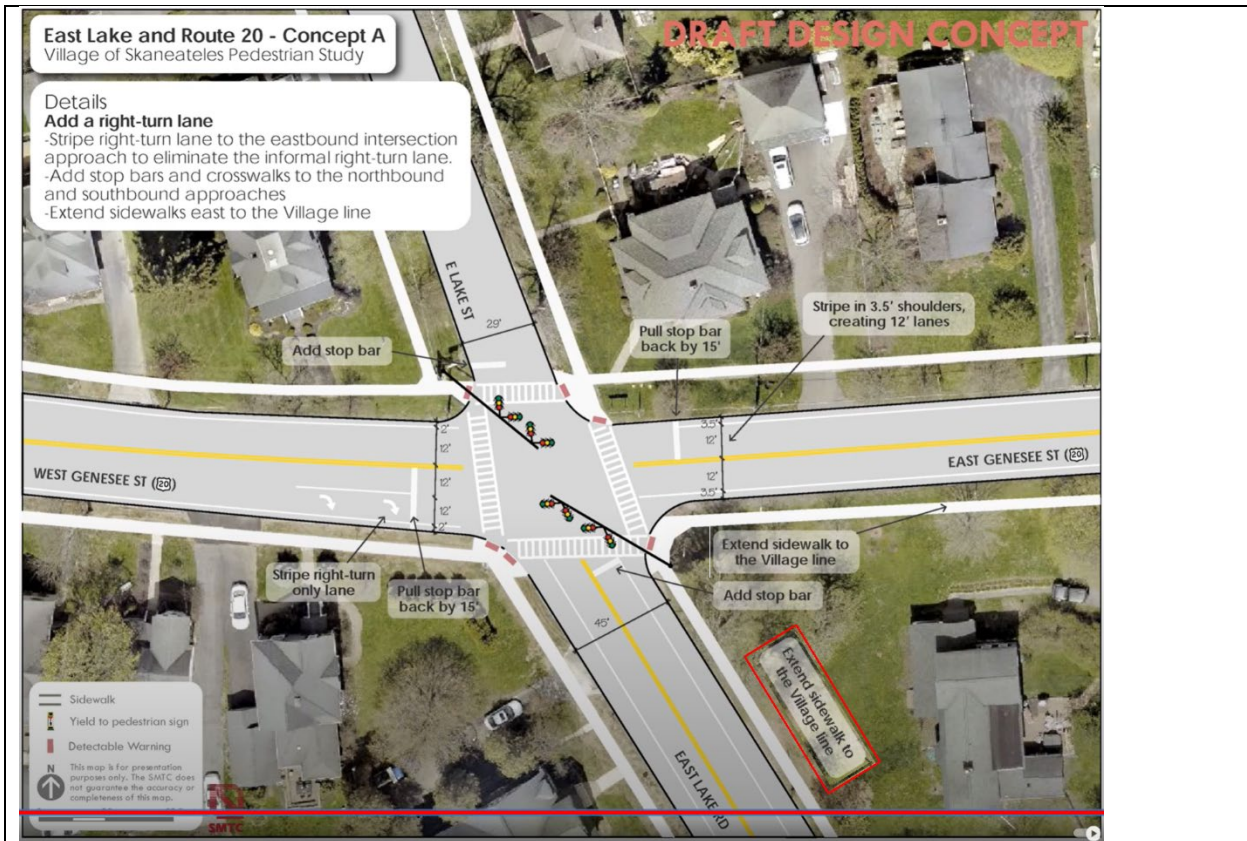 East Lake and Route 20 - Concept A
Village of Skaneateles Pedestrian Study
DRAFT DESIGN CONCEPT
Details
Add a right-turn lane
-Stripe right-turn lane to the eastbound intersection
approach to eliminate the informal right-turn lane.
-Add stop bars and crosswalks to the northbound
and southbound approaches
-Extend sidewalks east to the Village line
E LAKE ST
29'
Add stop bar
Pull stop bar
back by 15'
Stripe in 3.5' shoulders,
creating 12' lanes
2'
12'
12'
12'
2'
3.5'
12'
12'
3.5'
WEST GENESEE ST (20)
EAST GENESEE ST (20)
Stripe right-turn
only lane
Pull stop bar
back by 15'
Extend sidewalk to
the Village line
Add stop bar
46'
Extend sidewalk to
the Village line
EAST LAKE RD
Sidewalk
Yield to pedestrian sign
Detectable Warning
N
This map is for presentation
purposes only. The SMTC does
not guarantee the accuracy or
completeness of this map.
SMTC